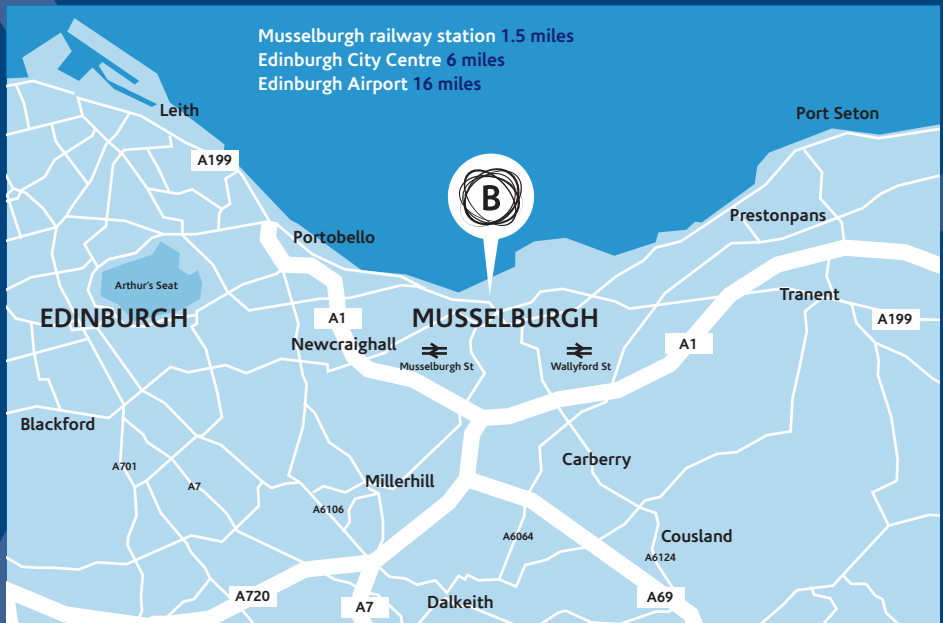 Musselburgh railway station 1.5 miles
Edinburgh City Centre 6 miles
Edinburgh Airport 16 miles
Leith
Port Seton
A199
B
Prestonpans
Portobello
Arthur's Seat
Tranent
EDINBURGH
A1
MUSSELBURGH
A199
Newcraighall
A1
Musselburgh St
Wallyford St
Blackford
Carberry
A701
Millerhill
A7
A6106
A6064
Cousland
A6124
A720
Dalkeith
A69
A7